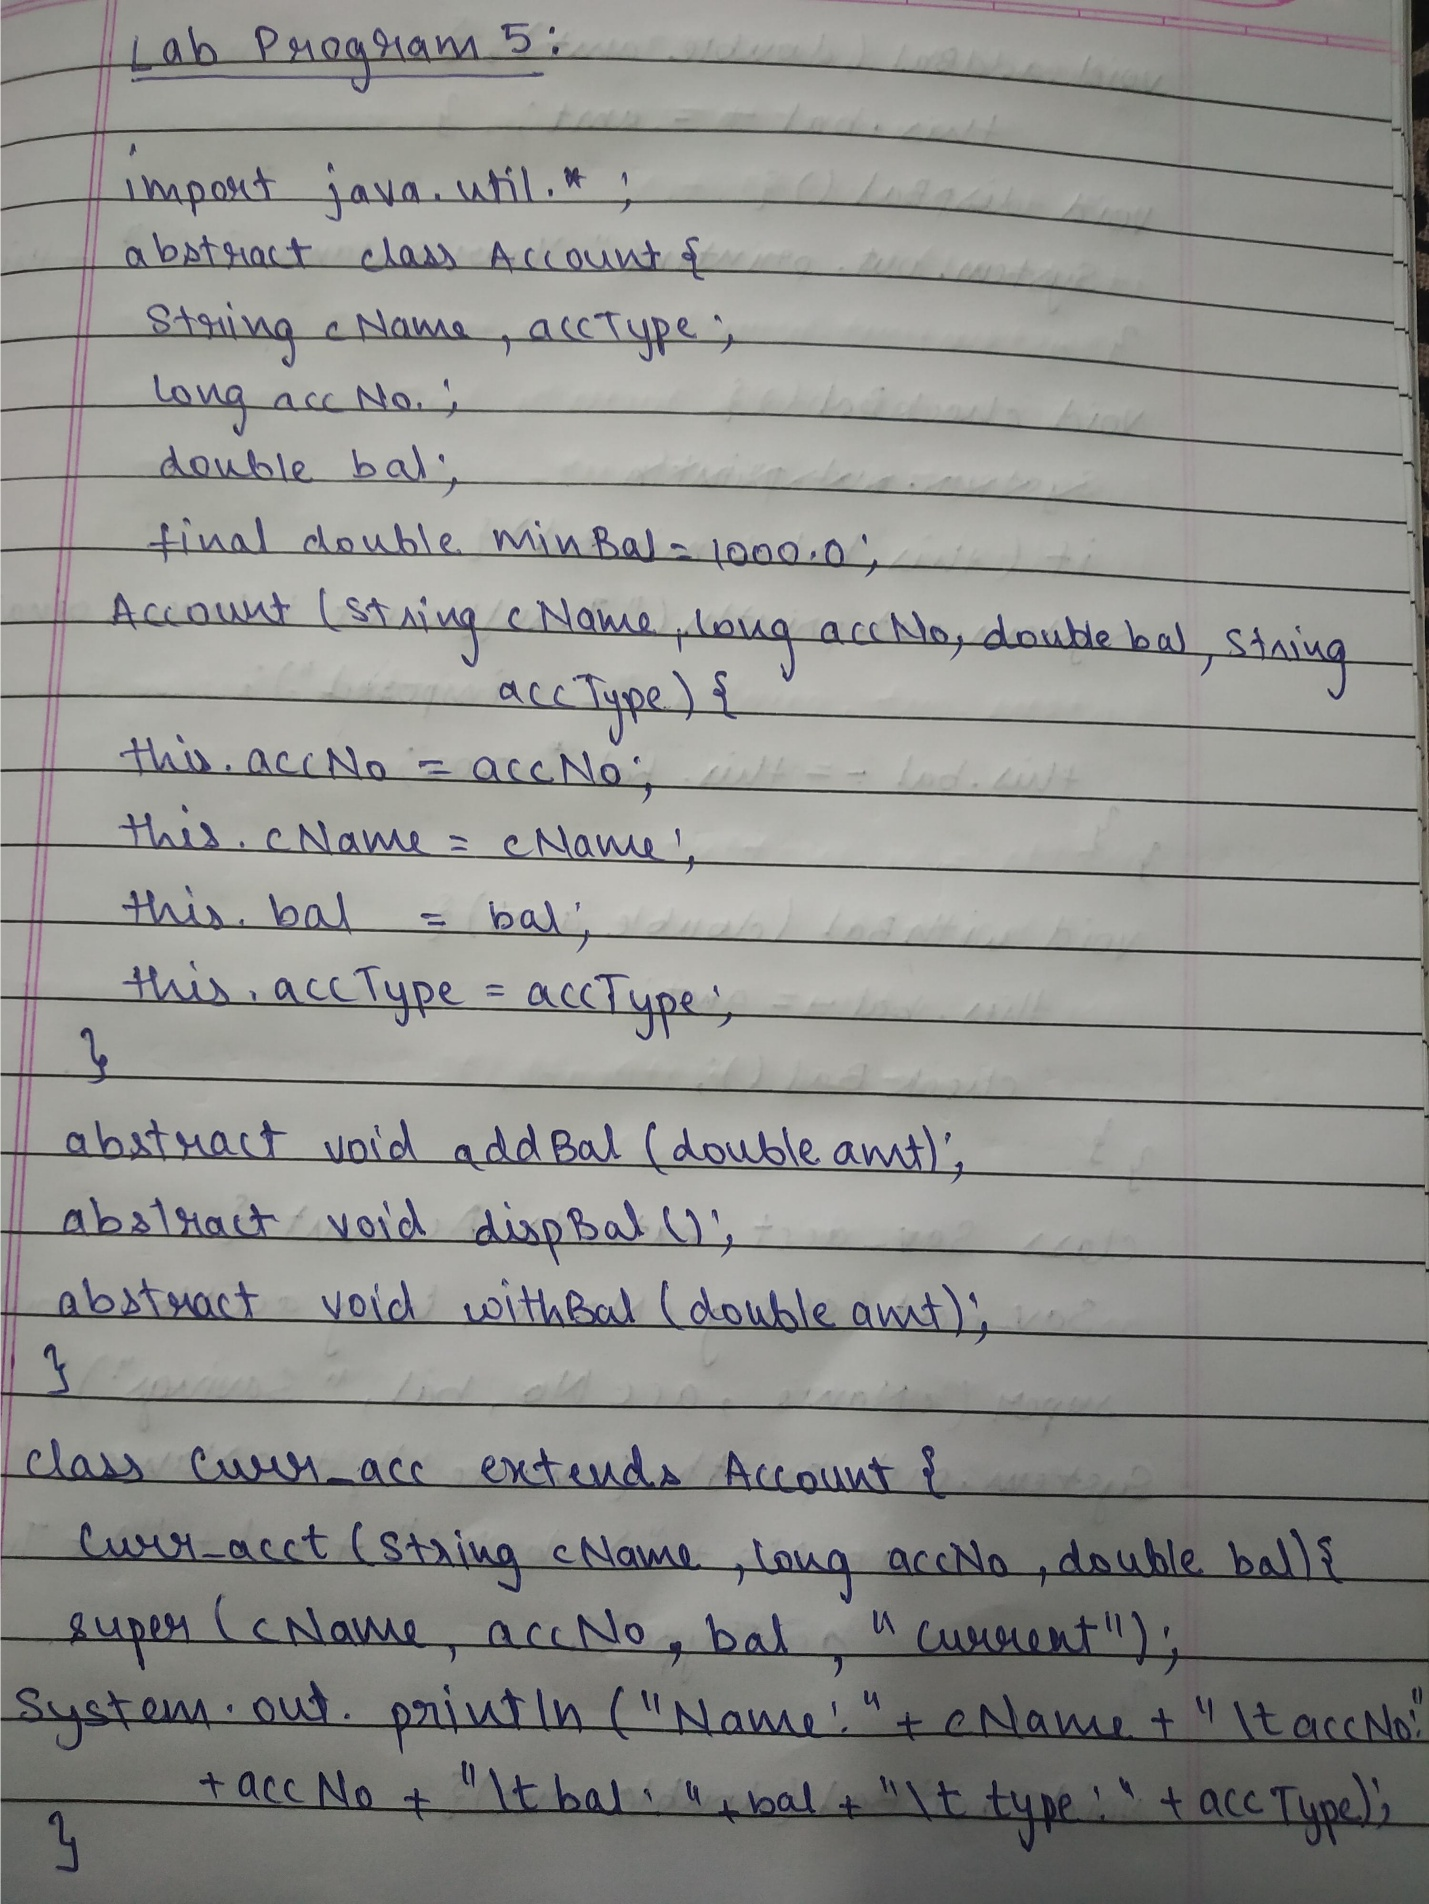 Lab Program 5:
import java.util.* ;
abstract class Account {
String cName, accType;
long acc No.;
double bal;
final double minBal = 1000.0;
Account (String cName, long accNo, double bal, String
accType) {
this.accNo = accNo;
this.cName = cName;
this.bal = bal;
this.accType = accType;
}
abstract void addBal (double amt);
abstract void dispBal ();
abstract void withBal (double amt);
}
class Curr_acc extends Account {
Curr_acct (String cName, long accNo, double bal) {
super (cName, accNo, bal, "current");
System.out.println ("Name:" + cName + "\t accNo:"
+ accNo + "\t bal:" + bal + "\t type:" + accType);
}